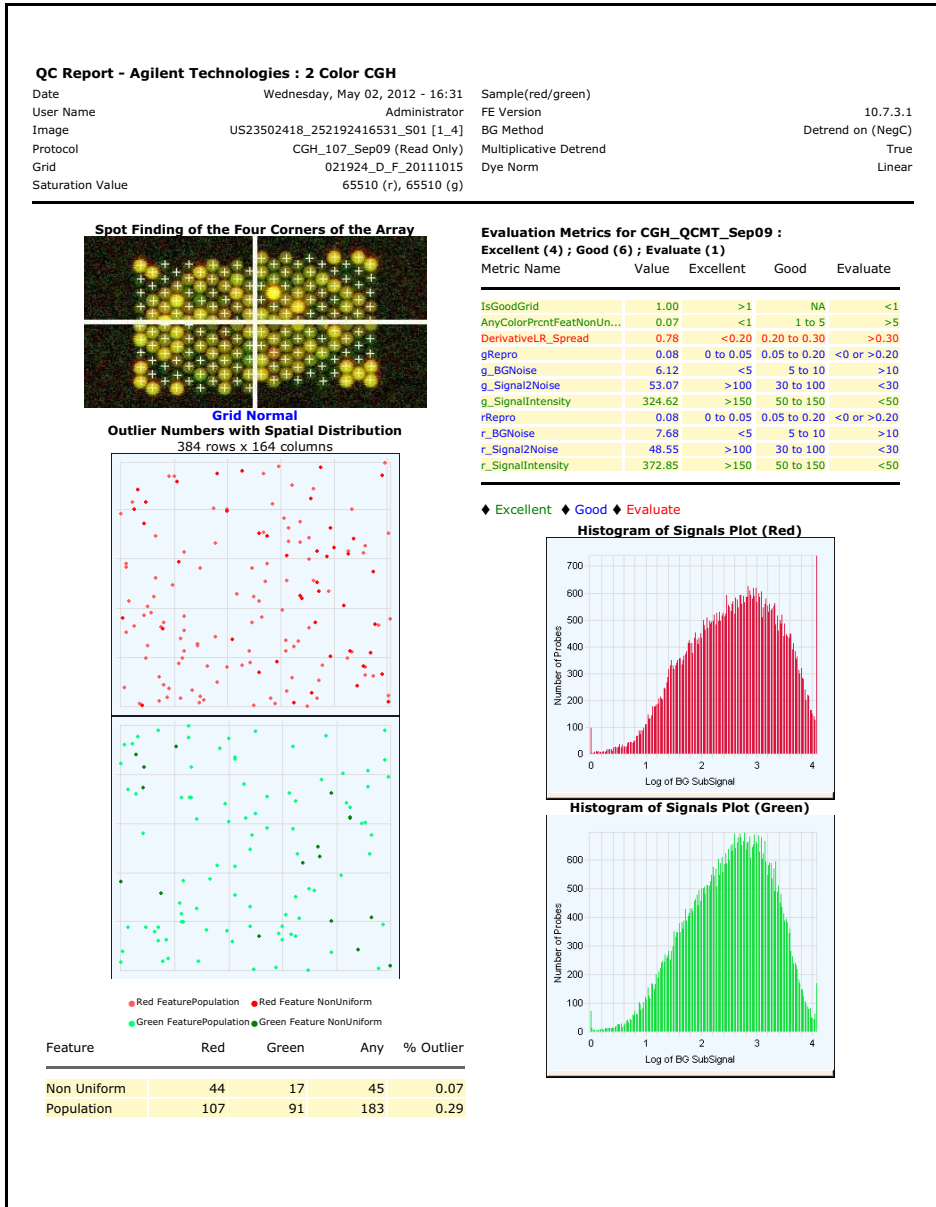 QC Report - Agilent Technologies : 2 Color CGH
Date Wednesday, May 02, 2012 - 16:31 Sample(red/green)
User Name Administrator FE Version 10.7.3.1
Image US23502418_252192416531_S01 [1_4] BG Method Detrend on (NegC)
Protocol CGH_107_Sep09 (Read Only) Multiplicative Detrend True
Grid 021924_D_F_20111015 Dye Norm Linear
Saturation Value 65510 (r), 65510 (g)
Spot Finding of the Four Corners of the Array
Grid Normal
Outlier Numbers with Spatial Distribution
384 rows x 164 columns
Red FeaturePopulation Red Feature NonUniform
Green FeaturePopulation Green Feature NonUniform
Feature Red Green Any % Outlier
Non Uniform 44 17 45 0.07
Population 107 91 183 0.29
Evaluation Metrics for CGH_QCMT_Sep09 :
Excellent (4) ; Good (6) ; Evaluate (1)
Metric Name Value Excellent Good Evaluate
IsGoodGrid 1.00 >1 NA <1
AnyColorPrcntFeatNonUn... 0.07 <1 1 to 5 >5
DerivativeLR_Spread 0.78 <0.20 0.20 to 0.30 >0.30
gRepro 0.08 0 to 0.05 0.05 to 0.20 <0 or >0.20
g_BGNoise 6.12 <5 5 to 10 >10
g_Signal2Noise 53.07 >100 30 to 100 <30
g_SignalIntensity 324.62 >150 50 to 150 <50
rRepro 0.08 0 to 0.05 0.05 to 0.20 <0 or >0.20
r_BGNoise 7.68 <5 5 to 10 >10
r_Signal2Noise 48.55 >100 30 to 100 <30
r_SignalIntensity 372.85 >150 50 to 150 <50
♦ Excellent ♦ Good ♦ Evaluate
Histogram of Signals Plot (Red)
Number of Probes
700
600
500
400
300
200
100
0
0 1 2 3 4
Log of BG SubSignal
Histogram of Signals Plot (Green)
Number of Probes
600
500
400
300
200
100
0
0 1 2 3 4
Log of BG SubSignal